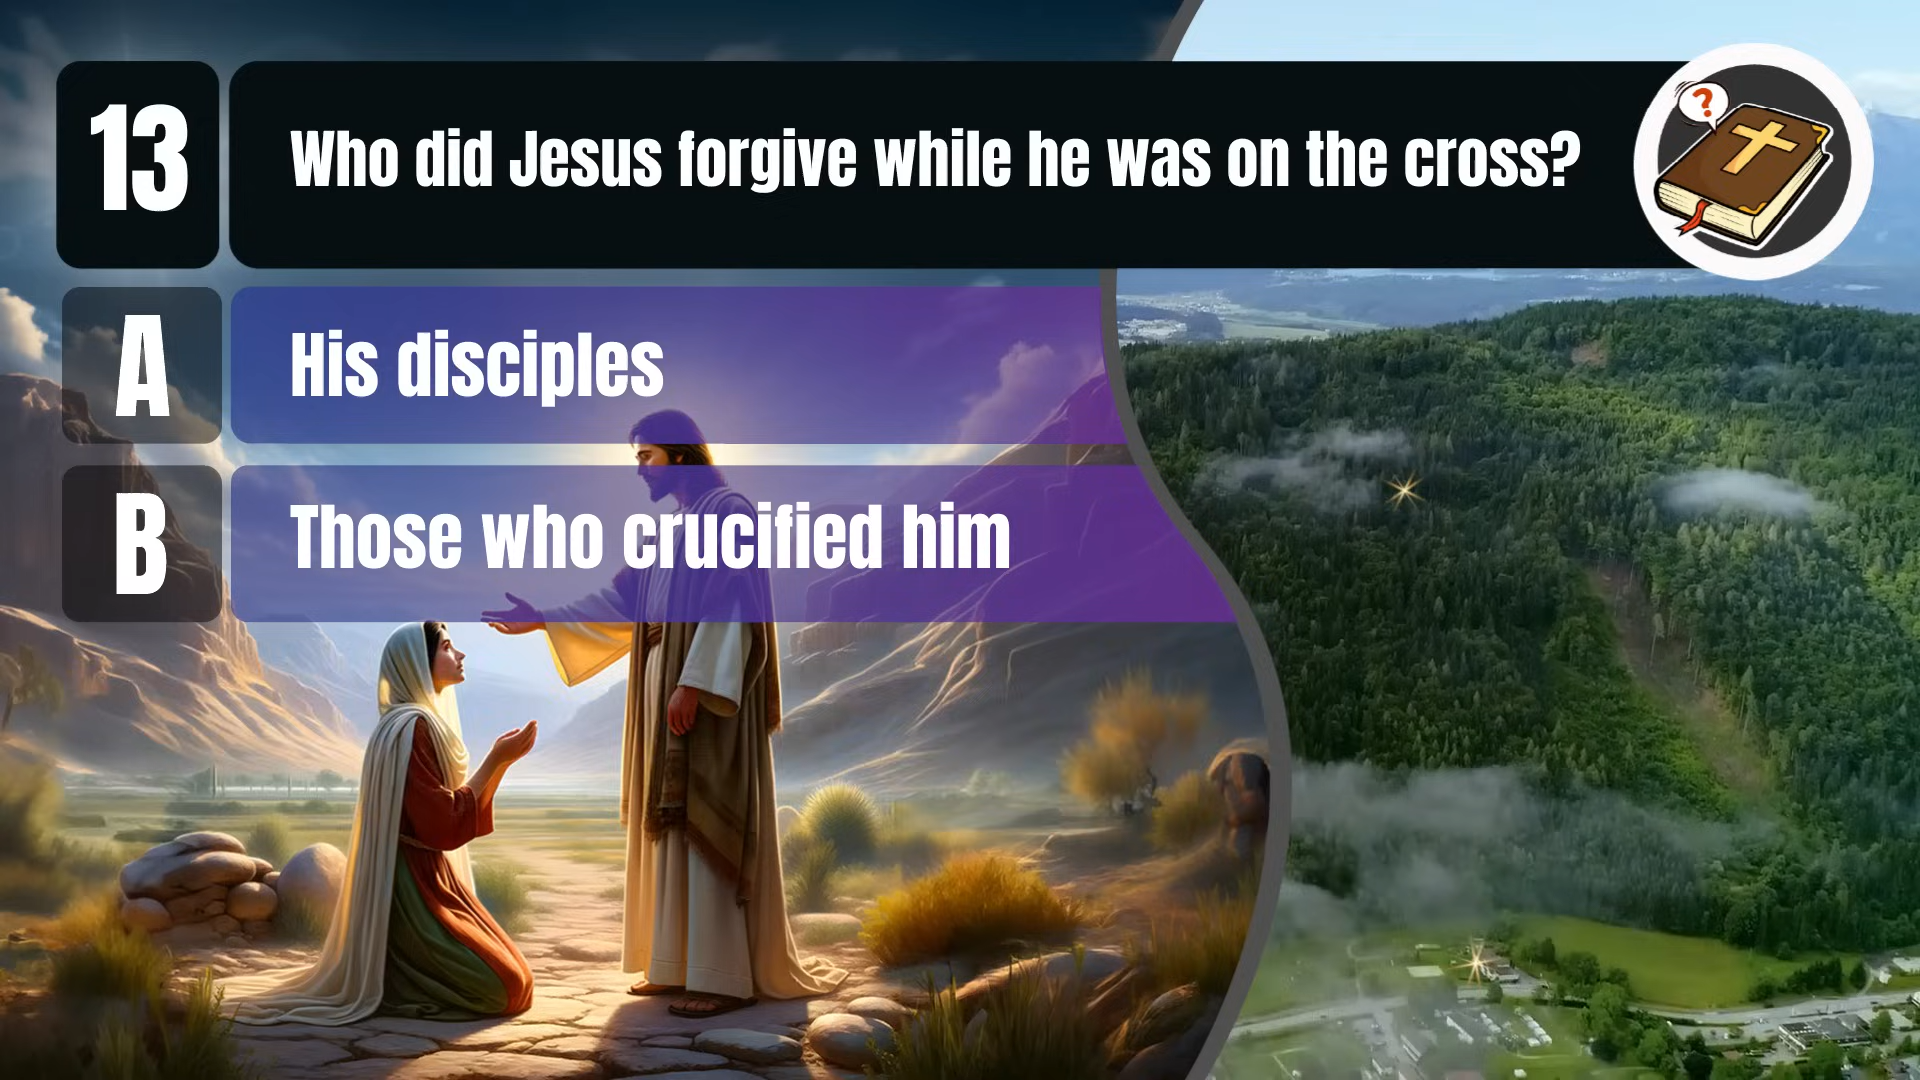 13
Who did Jesus forgive while he was on the cross?
?
A
His disciples
B
Those who crucified him